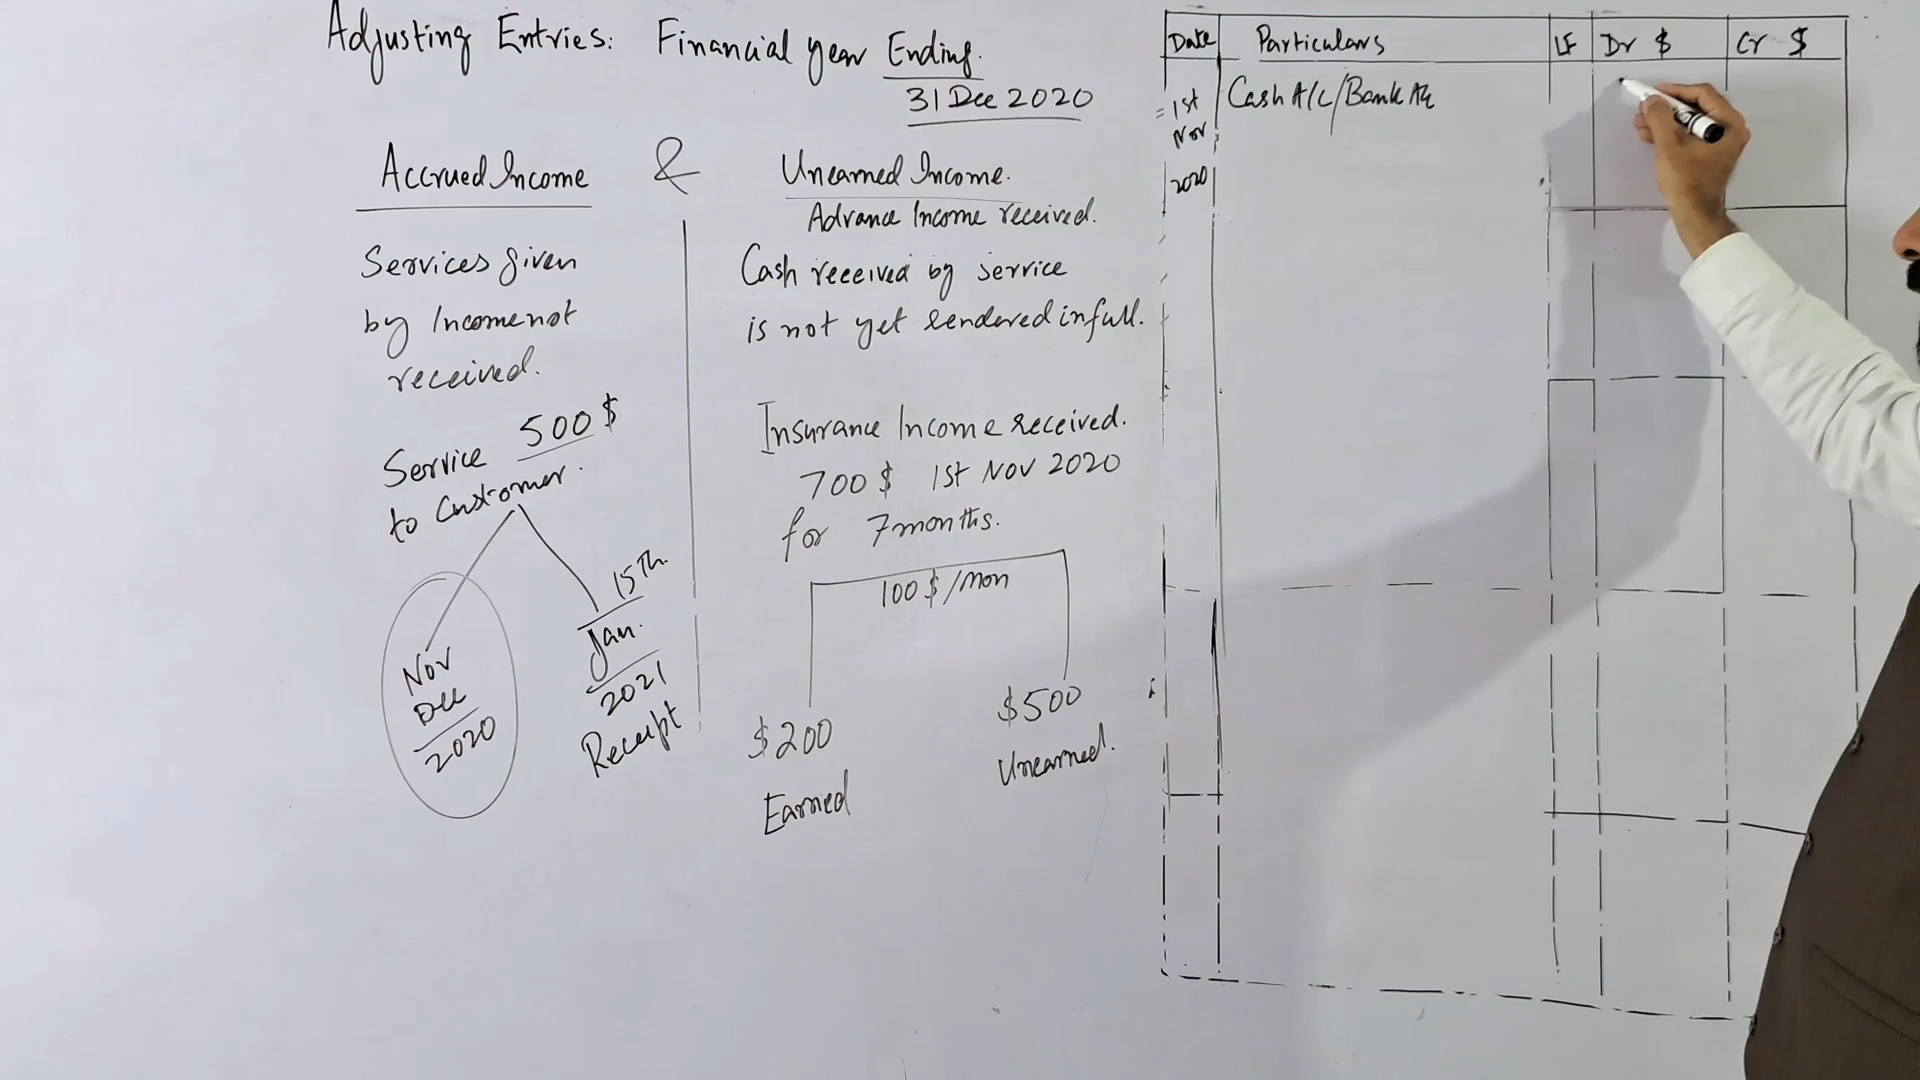 Adjusting Entries: Financial year Ending.
31 Dec 2020
Accrued Income & Unearned Income.
Advance Income received.
Services given
by Income not
received.
Service 500 $
to Customer.
Nov
Dec
2020
15Th
Jan.
2021
Receipt
Cash received by service
is not yet rendered in full.
Insurance Income received.
700 $ 1st Nov 2020
for 7 months.
100 $ / Mon
$200
Earned
$500
Unearned.
Date Particulars LF Dr $ Cr $
1st
Nov
2020
Cash A/C/Bank A/c